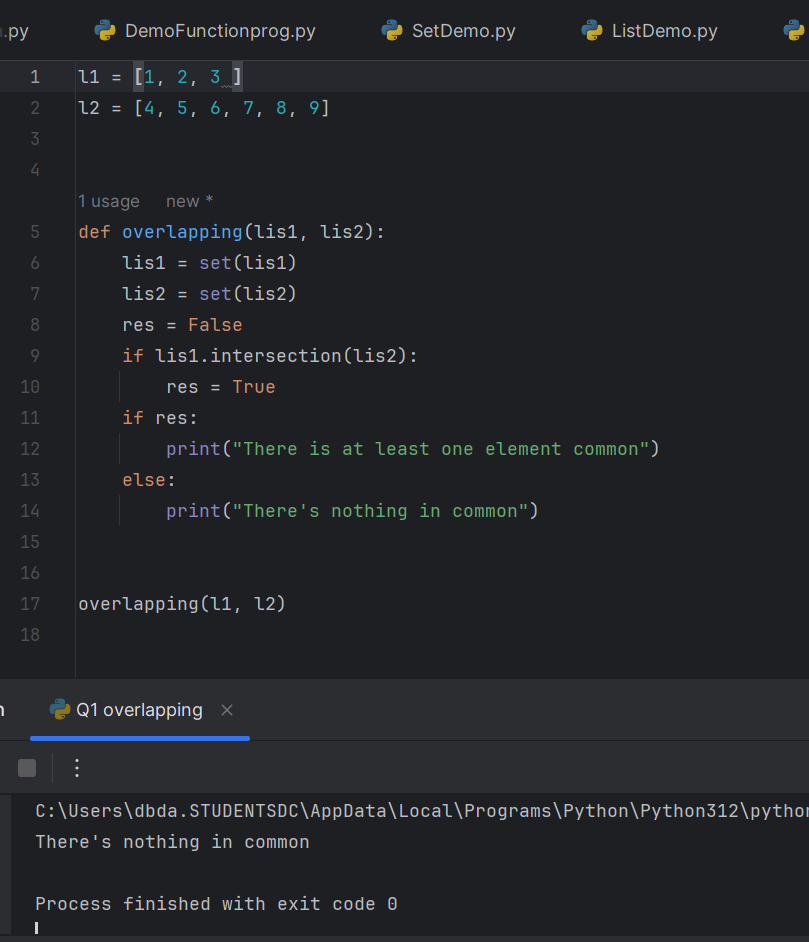 .py DemoFunctionprog.py SetDemo.py ListDemo.py
1 l1 = [1, 2, 3 ]
2 l2 = [4, 5, 6, 7, 8, 9]
3
4
1 usage new *
5 def overlapping(lis1, lis2):
6 lis1 = set(lis1)
7 lis2 = set(lis2)
8 res = False
9 if lis1.intersection(lis2):
10 res = True
11 if res:
12 print("There is at least one element common")
13 else:
14 print("There's nothing in common")
15
16
17 overlapping(l1, l2)
18
Q1 overlapping
C:\Users\dbda.STUDENTSDC\AppData\Local\Programs\Python\Python312\python
There's nothing in common
Process finished with exit code 0